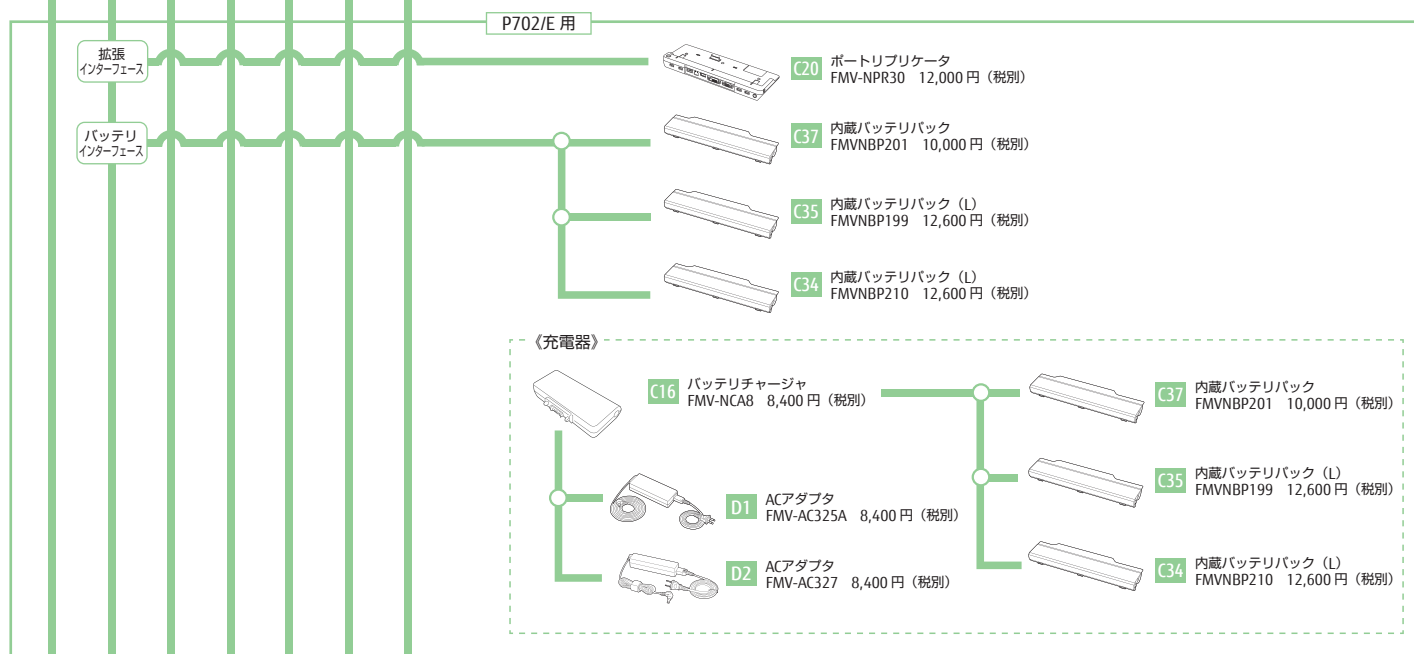 P702/E 用
拡張
インターフェース
C20
ポートリプリケータ
FMV-NPR30 12,000 円（税別）
バッテリ
インターフェース
C37
内蔵バッテリパック
FMVNBP201 10,000 円（税別）
C35
内蔵バッテリパック（L）
FMVNBP199 12,600 円（税別）
C34
内蔵バッテリパック（L）
FMVNBP210 12,600 円（税別）
《充電器》
C16
バッテリチャージャ
FMV-NCA8 8,400 円（税別）
D1
ACアダプタ
FMV-AC325A 8,400 円（税別）
D2
ACアダプタ
FMV-AC327 8,400 円（税別）
C37
内蔵バッテリパック
FMVNBP201 10,000 円（税別）
C35
内蔵バッテリパック（L）
FMVNBP199 12,600 円（税別）
C34
内蔵バッテリパック（L）
FMVNBP210 12,600 円（税別）